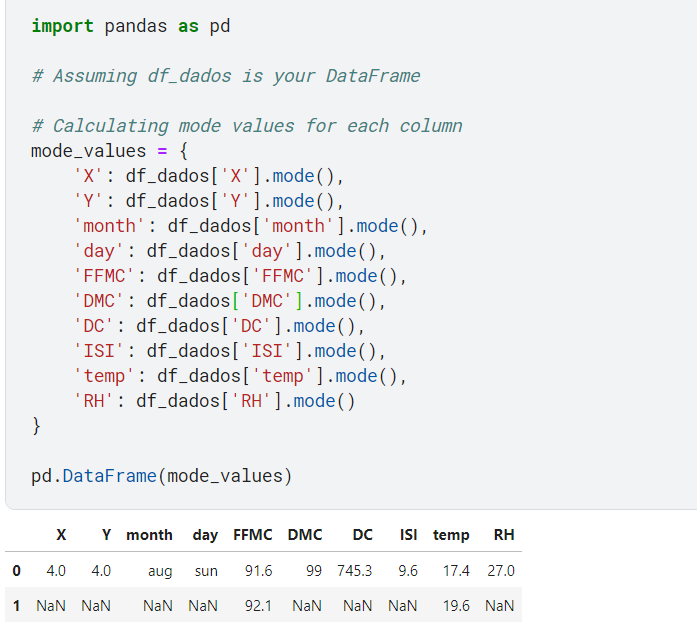 import pandas as pd
# Assuming df_dados is your DataFrame
# Calculating mode values for each column
mode_values = {
    'X': df_dados['X'].mode(),
    'Y': df_dados['Y'].mode(),
    'month': df_dados['month'].mode(),
    'day': df_dados['day'].mode(),
    'FFMC': df_dados['FFMC'].mode(),
    'DMC': df_dados['DMC'].mode(),
    'DC': df_dados['DC'].mode(),
    'ISI': df_dados['ISI'].mode(),
    'temp': df_dados['temp'].mode(),
    'RH': df_dados['RH'].mode()
}
pd.DataFrame(mode_values)
X Y month day FFMC DMC DC ISI temp RH
0 4.0 4.0 aug sun 91.6 99 745.3 9.6 17.4 27.0
1 NaN NaN NaN NaN 92.1 NaN NaN NaN 19.6 NaN